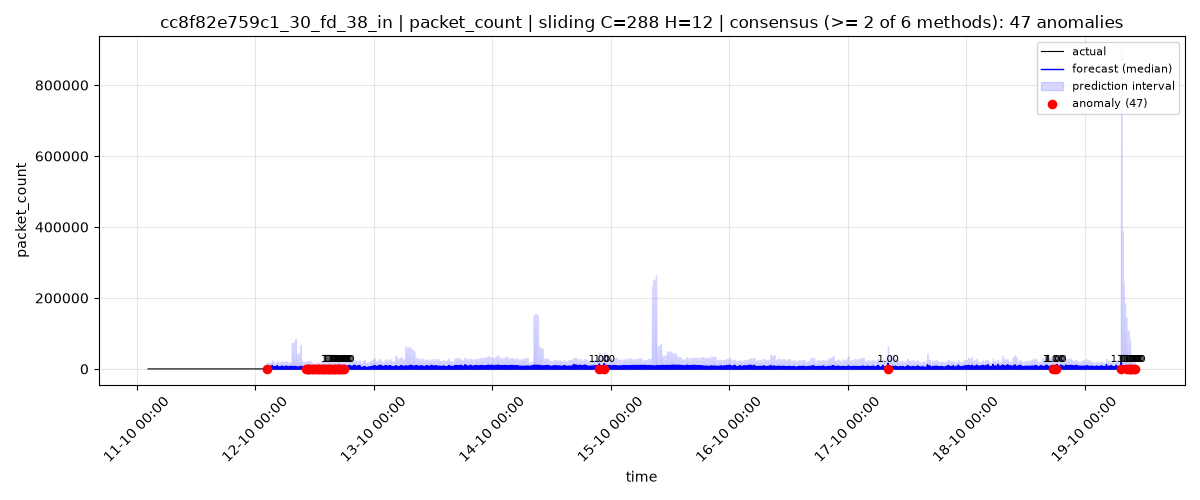 cc8f82e759c1_30_fd_38_in | packet_count | sliding C=288 H=12 | consensus (>= 2 of 6 methods): 47 anomalies
actual
forecast (median)
prediction interval
anomaly (47)
packet_count
800000
600000
400000
200000
0
1.00
11-10 00:00
12-10 00:00
13-10 00:00
14-10 00:00
15-10 00:00
16-10 00:00
17-10 00:00
18-10 00:00
19-10 00:00
time